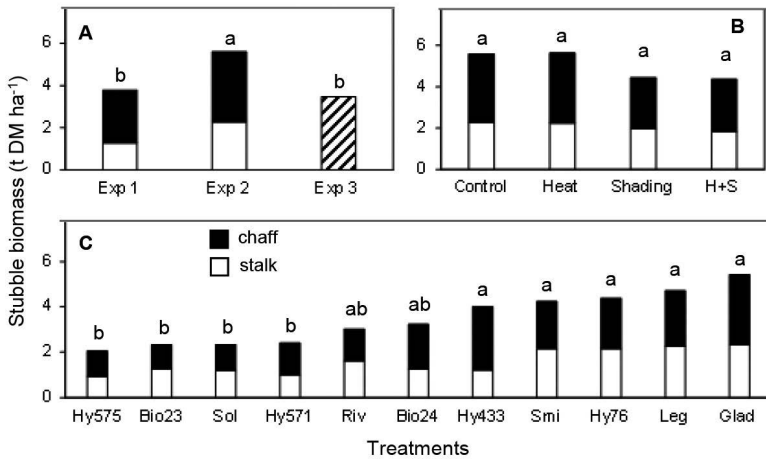 Stubble biomass (t DM ha⁻¹)
A
6
4
2
0
b
a
b
Exp 1 Exp 2 Exp 3
B
6
4
2
0
a a a a
Control Heat Shading H+S
C
chaff
stalk
6
4
2
0
b b b b ab ab a a a a a
Hy575 Bio23 Sol Hy571 Riv Bio24 Hy433 Smi Hy76 Leg Glad
Treatments